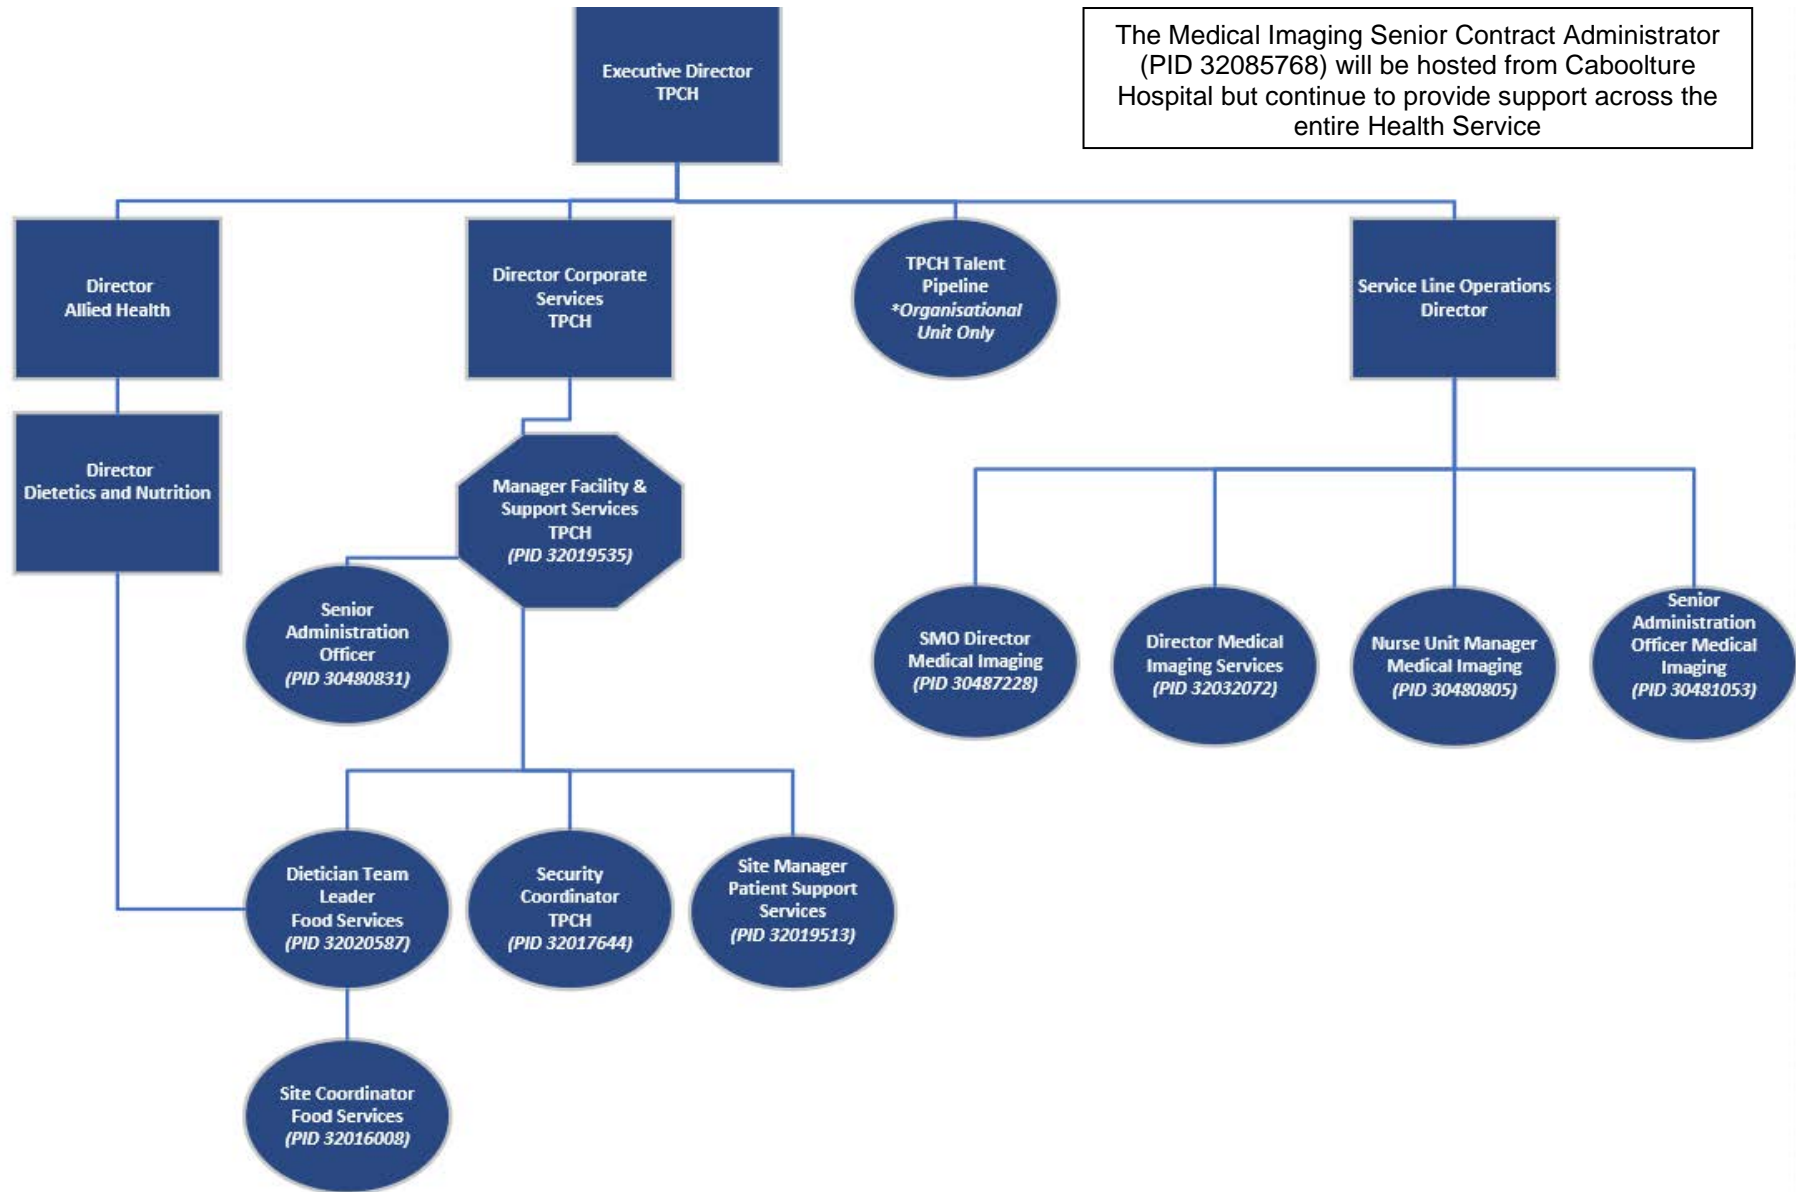 Executive Director
TPCH
The Medical Imaging Senior Contract Administrator
(PID 32085768) will be hosted from Caboolture
Hospital but continue to provide support across the
entire Health Service
Director
Allied Health
Director Corporate
Services
TPCH
TPCH Talent
Pipeline
*Organisational
Unit Only
Service Line Operations
Director
Director
Dietetics and Nutrition
Manager Facility &
Support Services
TPCH
(PID 32019535)
Senior
Administration
Officer
(PID 30480831)
SMO Director
Medical Imaging
(PID 30487228)
Director Medical
Imaging Services
(PID 32032072)
Nurse Unit Manager
Medical Imaging
(PID 30480805)
Senior
Administration
Officer Medical
Imaging
(PID 30481053)
Dietician Team
Leader
Food Services
(PID 32020587)
Security
Coordinator
TPCH
(PID 32017644)
Site Manager
Patient Support
Services
(PID 32019513)
Site Coordinator
Food Services
(PID 32016008)